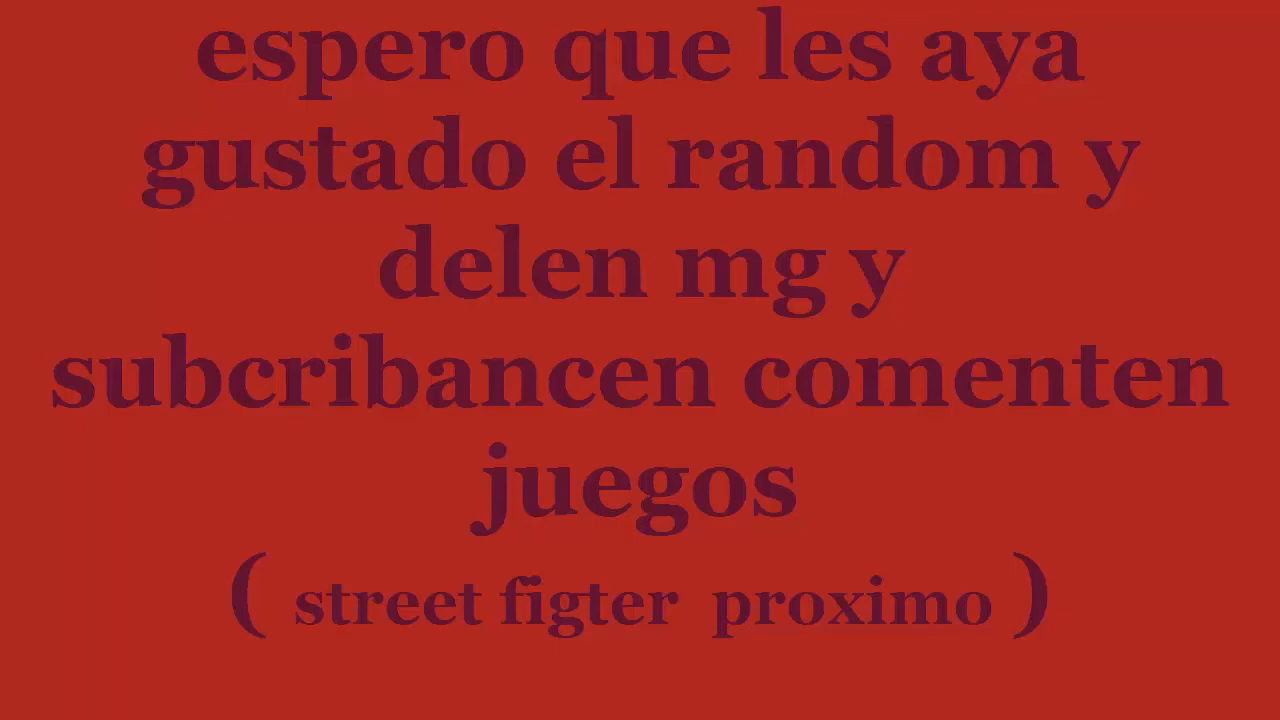 espero que les aya
gustado el random y
delen mg y
subcribancen comenten
juegos
( street figter proximo )